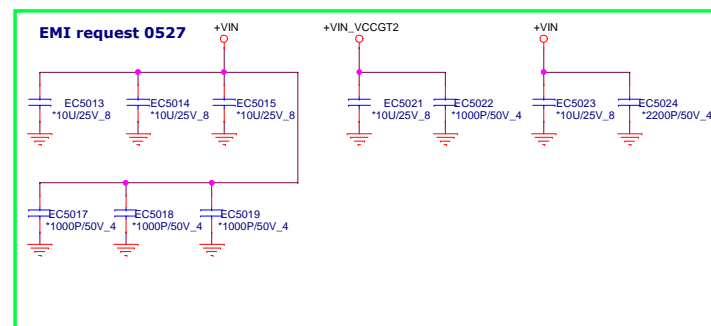 EMI request 0527
+VIN
+VIN_VCCGT2
+VIN
EC5013
*10U/25V_8
EC5014
*10U/25V_8
EC5015
*10U/25V_8
EC5021
*10U/25V_8
EC5022
*1000P/50V_4
EC5023
*10U/25V_8
EC5024
*2200P/50V_4
EC5017
*1000P/50V_4
EC5018
*1000P/50V_4
EC5019
*1000P/50V_4